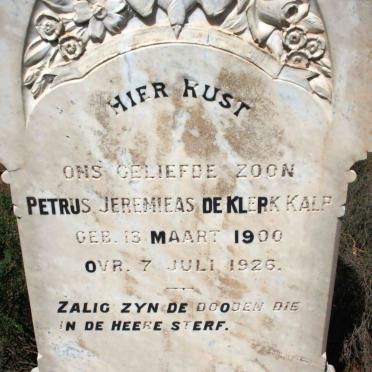 HIER RUST
ONS GELIEFDE ZOON
PETRUS JEREMIEAS DE KLERK KALP
GEB. 13 MAART 1900
OVR. 7 JULI 1926.
ZALIG ZYN DE DOODEN DIE
IN DE HEERE STERF.